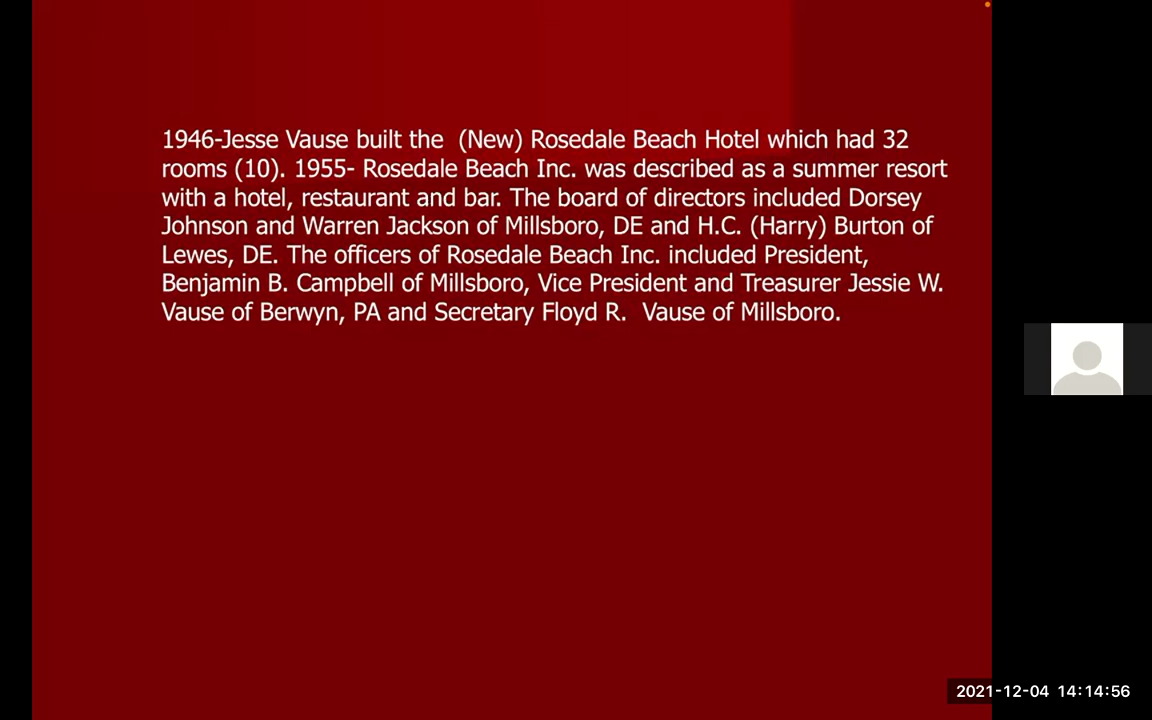 1946-Jesse Vause built the  (New) Rosedale Beach Hotel which had 32
rooms (10). 1955- Rosedale Beach Inc. was described as a summer resort
with a hotel, restaurant and bar. The board of directors included Dorsey
Johnson and Warren Jackson of Millsboro, DE and H.C. (Harry) Burton of
Lewes, DE. The officers of Rosedale Beach Inc. included President,
Benjamin B. Campbell of Millsboro, Vice President and Treasurer Jessie W.
Vause of Berwyn, PA and Secretary Floyd R.  Vause of Millsboro.
2021-12-04 14:14:56